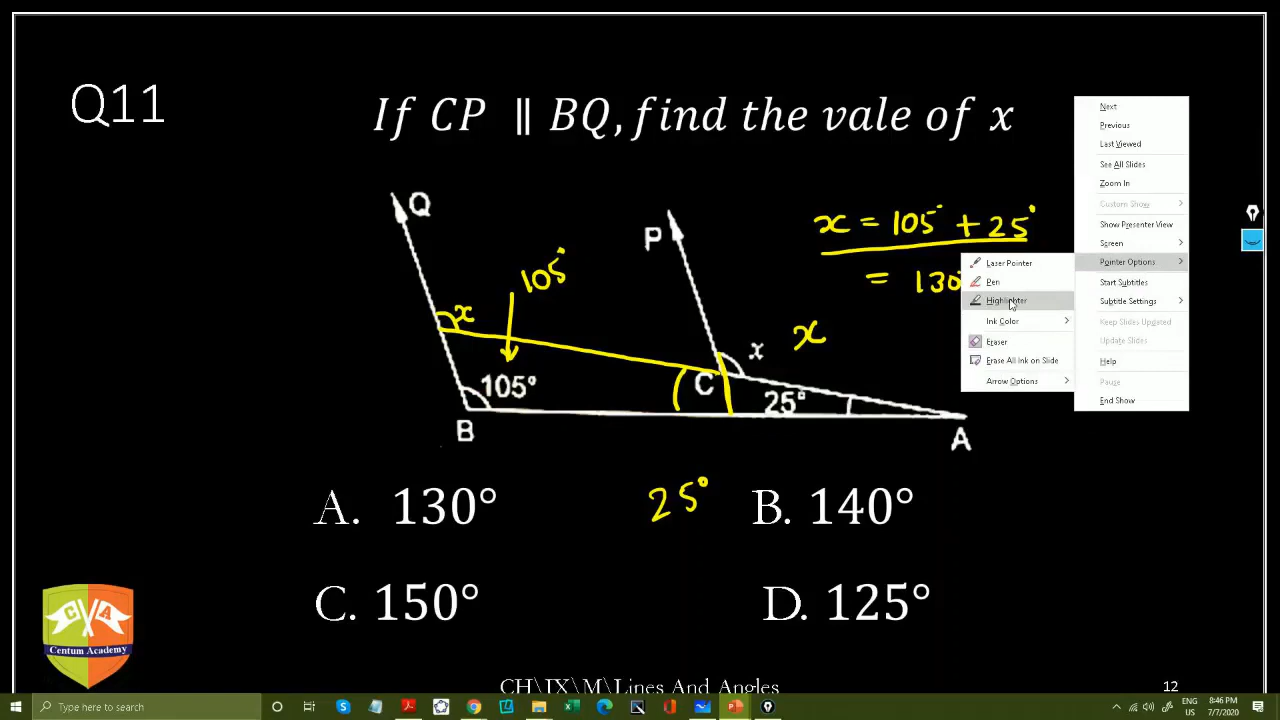 Q11
If CP ∥ BQ, find the vale of x
Q
P
x = 105° + 25°
= 130
105°
x
x
x
C
105°
25°
B
A
A. 130°
25°
B. 140°
C. 150°
D. 125°
C A
Centum Academy
CH\IX\M\Lines And Angles
12
Next
Previous
Last Viewed
See All Slides
Zoom In
Custom Show
Show Presenter View
Screen
Pointer Options
Start Subtitles
Subtitle Settings
Keep Slides Updated
Update Slides
Help
Pause
End Show
Laser Pointer
Pen
Highlighter
Ink Color
Eraser
Erase All Ink on Slide
Arrow Options
Type here to search
ENG
US
8:46 PM
7/7/2020